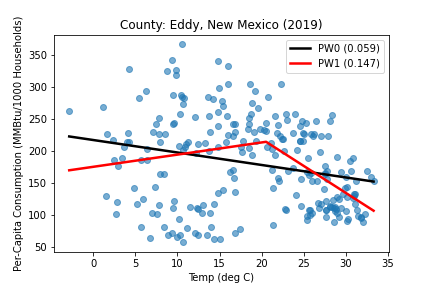 County: Eddy, New Mexico (2019)
PW0 (0.059)
PW1 (0.147)
Per-Capita Consumption (MMBtu/1000 Households)
350
300
250
200
150
100
50
0 5 10 15 20 25 30 35
Temp (deg C)